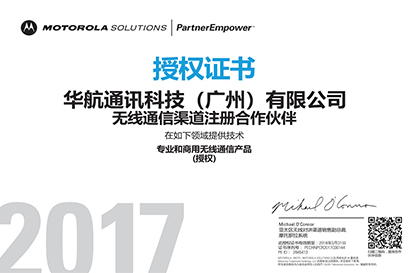 MOTOROLA SOLUTIONS | PartnerEmpower™
授权证书
华航通讯科技（广州）有限公司
无线通信渠道注册合作伙伴
在如下领域提供技术
专业和商用无线通信产品
(授权)
2017
Michael O'Connor
Michael O'Connor
亚太区无线对讲渠道销售副总裁
摩托罗拉系统